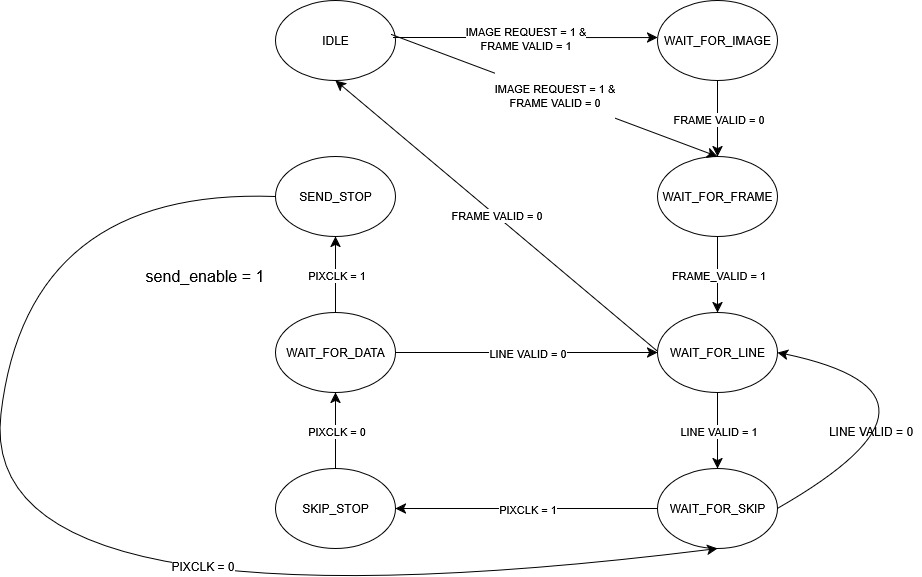 IDLE
IMAGE REQUEST = 1 &
FRAME VALID = 1
WAIT_FOR_IMAGE
IMAGE REQUEST = 1 &
FRAME VALID = 0
FRAME VALID = 0
SEND_STOP
WAIT_FOR_FRAME
FRAME VALID = 0
send_enable = 1
PIXCLK = 1
FRAME_VALID = 1
WAIT_FOR_DATA
LINE VALID = 0
WAIT_FOR_LINE
PIXCLK = 0
LINE VALID = 1
LINE VALID = 0
SKIP_STOP
PIXCLK = 1
WAIT_FOR_SKIP
PIXCLK = 0